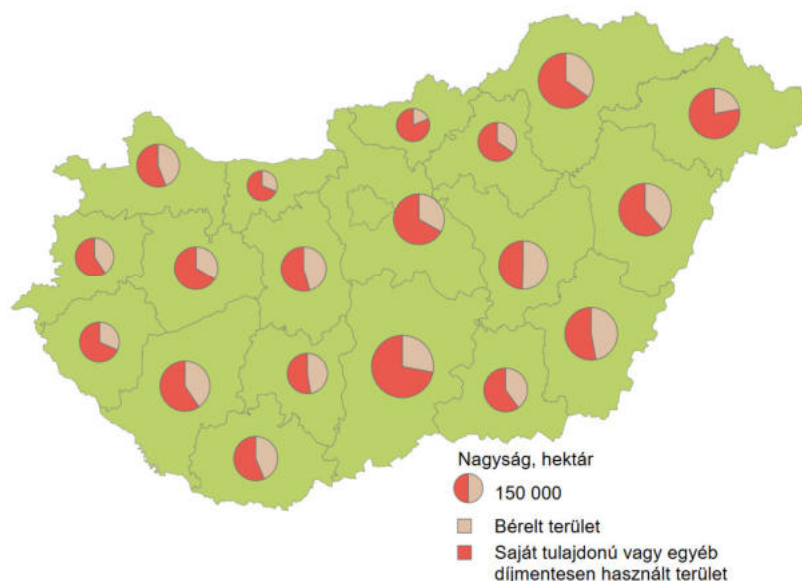 Nagyság, hektár
150 000
Bérelt terület
Saját tulajdonú vagy egyéb
díjmentesen használt terület